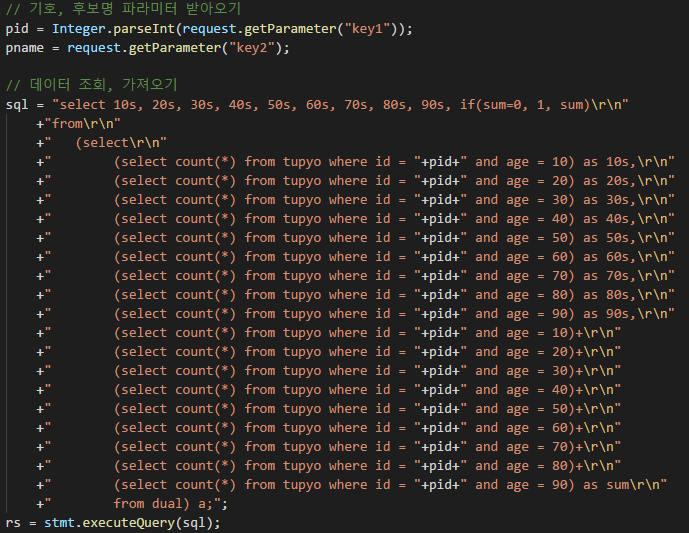 // 기호, 후보명 파라미터 받아오기
pid = Integer.parseInt(request.getParameter("key1"));
pname = request.getParameter("key2");

// 데이터 조회, 가져오기
sql = "select 10s, 20s, 30s, 40s, 50s, 60s, 70s, 80s, 90s, if(sum=0, 1, sum)\r\n"
    +"from\r\n"
    +"   (select\r\n"
    +"        (select count(*) from tupyo where id = "+pid+" and age = 10) as 10s,\r\n"
    +"        (select count(*) from tupyo where id = "+pid+" and age = 20) as 20s,\r\n"
    +"        (select count(*) from tupyo where id = "+pid+" and age = 30) as 30s,\r\n"
    +"        (select count(*) from tupyo where id = "+pid+" and age = 40) as 40s,\r\n"
    +"        (select count(*) from tupyo where id = "+pid+" and age = 50) as 50s,\r\n"
    +"        (select count(*) from tupyo where id = "+pid+" and age = 60) as 60s,\r\n"
    +"        (select count(*) from tupyo where id = "+pid+" and age = 70) as 70s,\r\n"
    +"        (select count(*) from tupyo where id = "+pid+" and age = 80) as 80s,\r\n"
    +"        (select count(*) from tupyo where id = "+pid+" and age = 90) as 90s,\r\n"
    +"        (select count(*) from tupyo where id = "+pid+" and age = 10)+\r\n"
    +"        (select count(*) from tupyo where id = "+pid+" and age = 20)+\r\n"
    +"        (select count(*) from tupyo where id = "+pid+" and age = 30)+\r\n"
    +"        (select count(*) from tupyo where id = "+pid+" and age = 40)+\r\n"
    +"        (select count(*) from tupyo where id = "+pid+" and age = 50)+\r\n"
    +"        (select count(*) from tupyo where id = "+pid+" and age = 60)+\r\n"
    +"        (select count(*) from tupyo where id = "+pid+" and age = 70)+\r\n"
    +"        (select count(*) from tupyo where id = "+pid+" and age = 80)+\r\n"
    +"        (select count(*) from tupyo where id = "+pid+" and age = 90) as sum\r\n"
    +"        from dual) a;";
rs = stmt.executeQuery(sql);